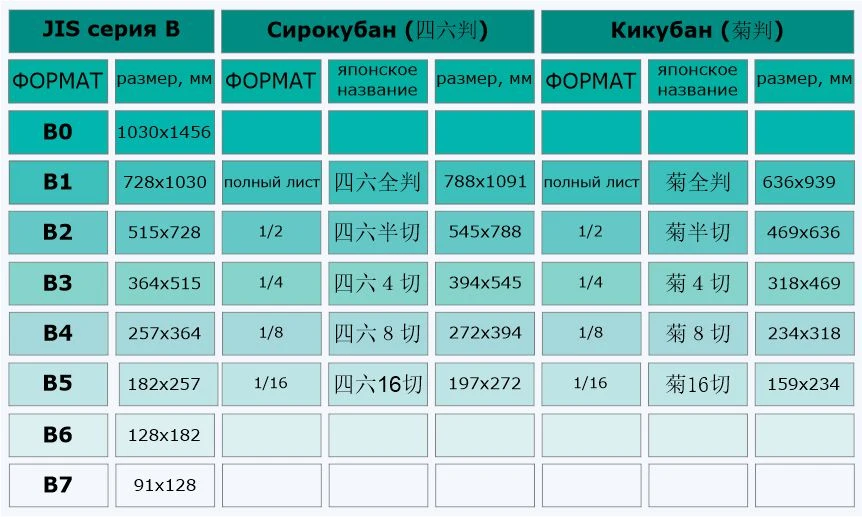 JIS серия B Сирокубан (四六判) Кикубан (菊判)
ФОРМАТ размер, мм ФОРМАТ японское название размер, мм ФОРМАТ японское название размер, мм
B0 1030x1456
B1 728x1030 полный лист 四六全判 788x1091 полный лист 菊全判 636x939
B2 515x728 1/2 四六半切 545x788 1/2 菊半切 469x636
B3 364x515 1/4 四六４切 394x545 1/4 菊４切 318x469
B4 257x364 1/8 四六８切 272x394 1/8 菊８切 234x318
B5 182x257 1/16 四六16切 197x272 1/16 菊16切 159x234
B6 128x182
B7 91x128